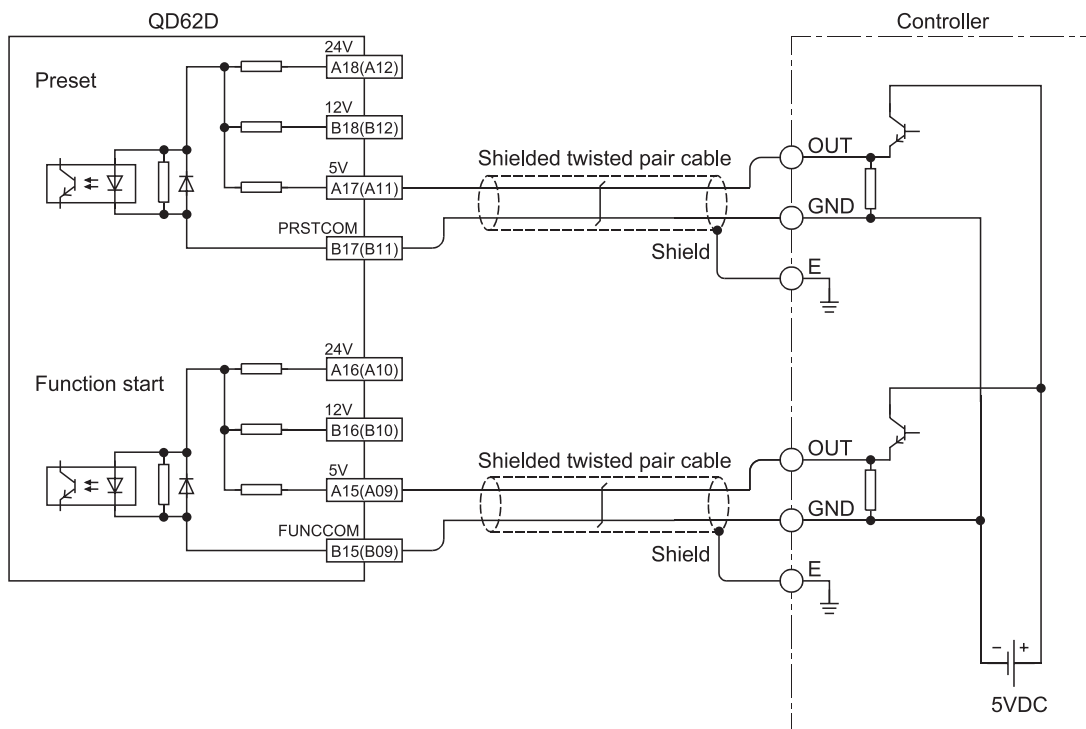 QD62D
Controller
Preset
24V
A18(A12)
12V
B18(B12)
5V
A17(A11)
PRSTCOM
B17(B11)
Shielded twisted pair cable
Shield
OUT
GND
E
Function start
24V
A16(A10)
12V
B16(B10)
5V
A15(A09)
FUNCCOM
B15(B09)
Shielded twisted pair cable
Shield
OUT
GND
E
− +
5VDC